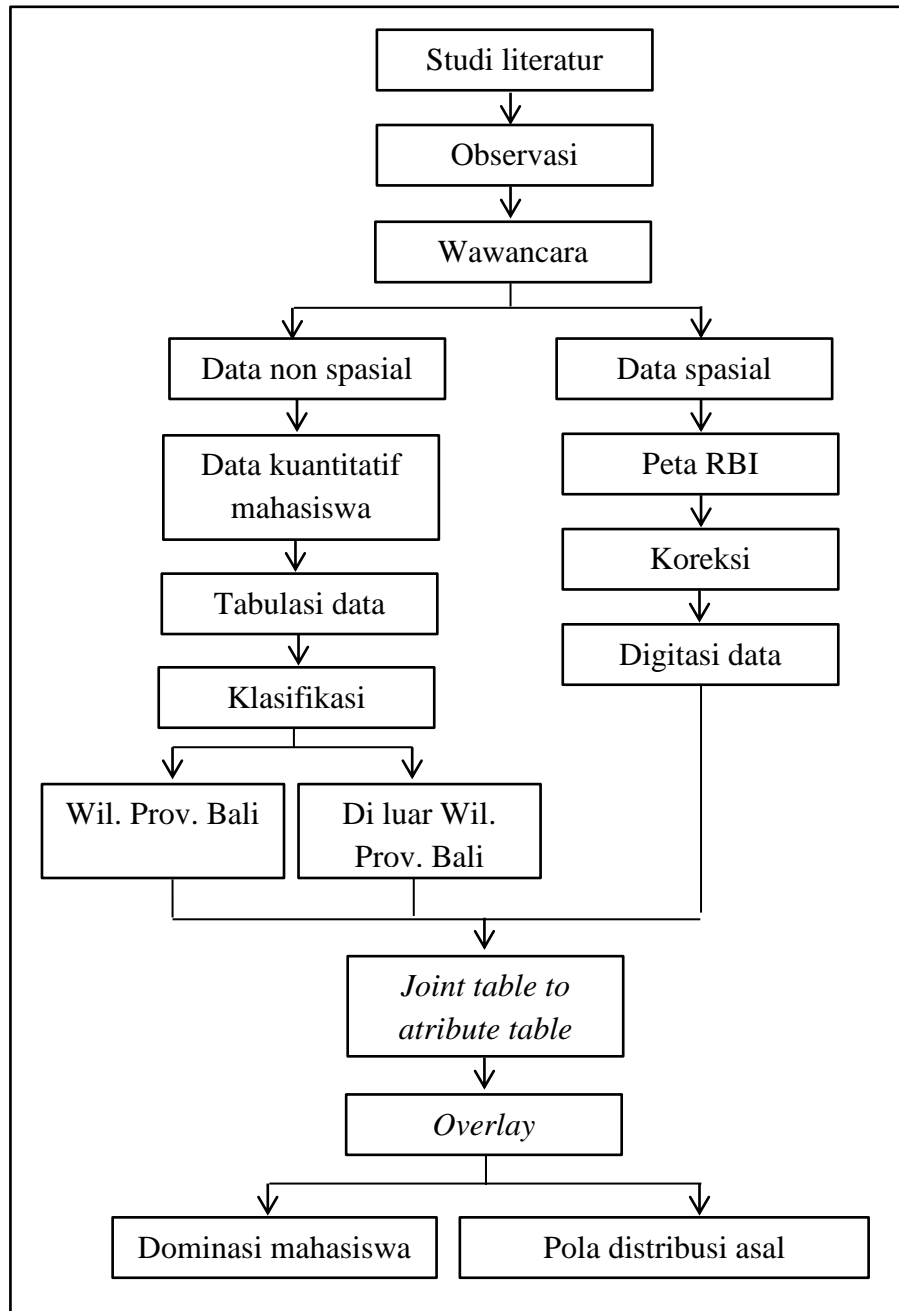 Studi literatur
Observasi
Wawancara
Data non spasial
Data spasial
Data kuantitatif
mahasiswa
Peta RBI
Koreksi
Tabulasi data
Digitasi data
Klasifikasi
Wil. Prov. Bali
Di luar Wil.
Prov. Bali
Joint table to
atribute table
Overlay
Dominasi mahasiswa
Pola distribusi asal